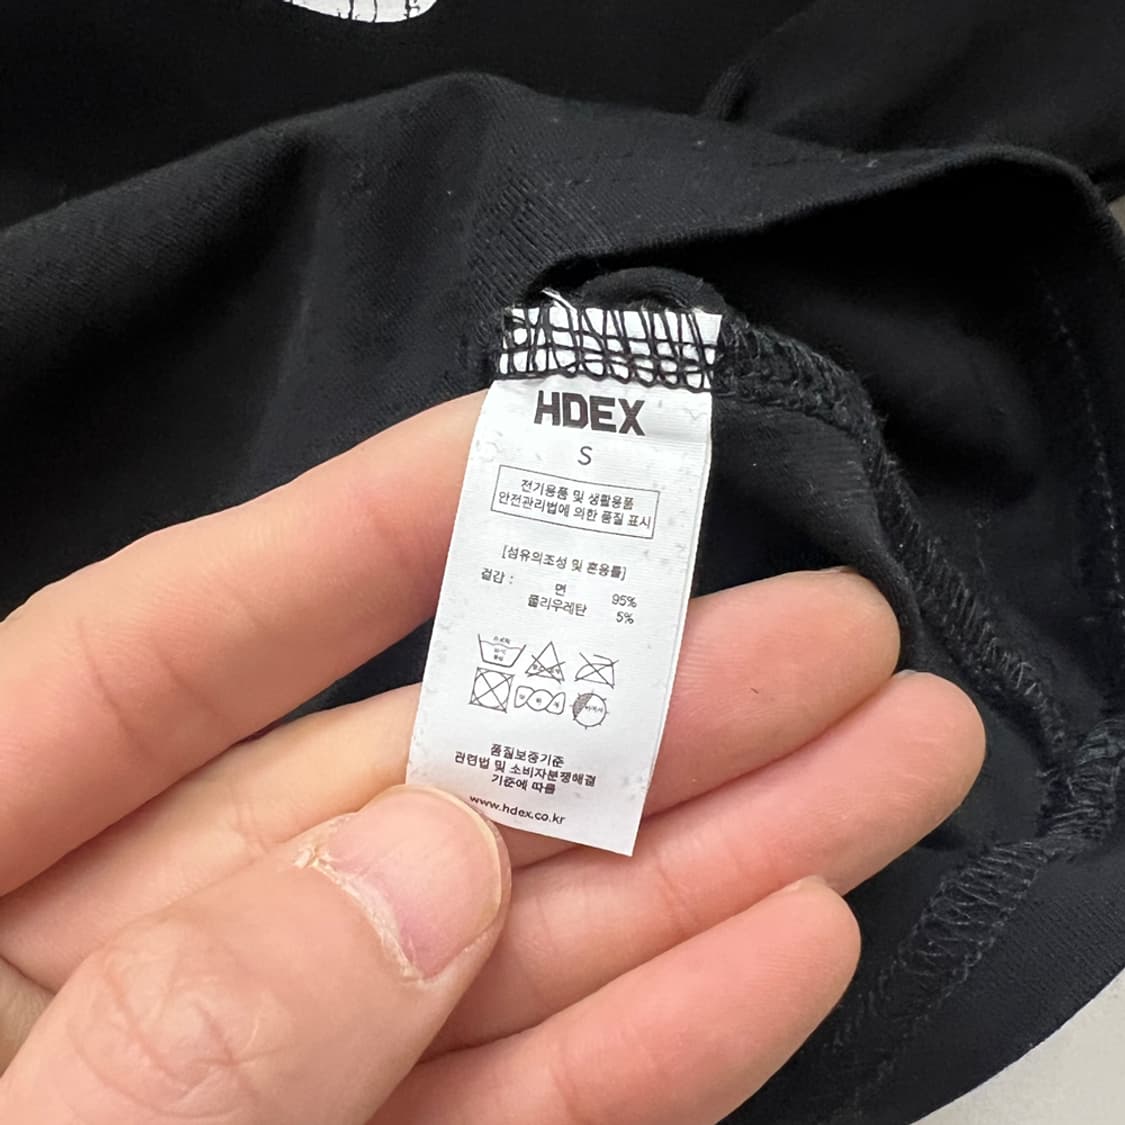 HDEX
S
전기용품 및 생활용품
안전관리법에 의한 품질 표시
[섬유의조성 및 혼용률]
겉감 :
면 95%
폴리우레탄 5%
품질보증기준
관련법 및 소비자분쟁해결
기준에 따름
www.hdex.co.kr